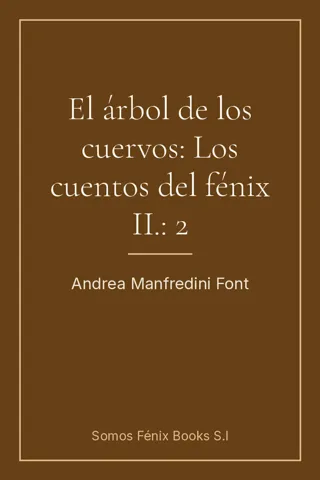 El árbol de los
cuervos: Los
cuentos del fénix
II.: 2
Andrea Manfredini Font
Somos Fénix Books S.l